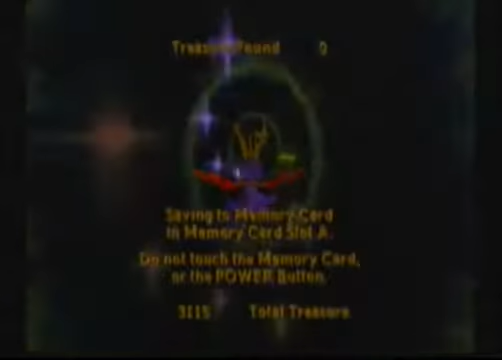 Treasure Found 0
Saving to Memory Card
in Memory Card Slot A.
Do not touch the Memory Card,
or the POWER Button.
3115 Total Treasure